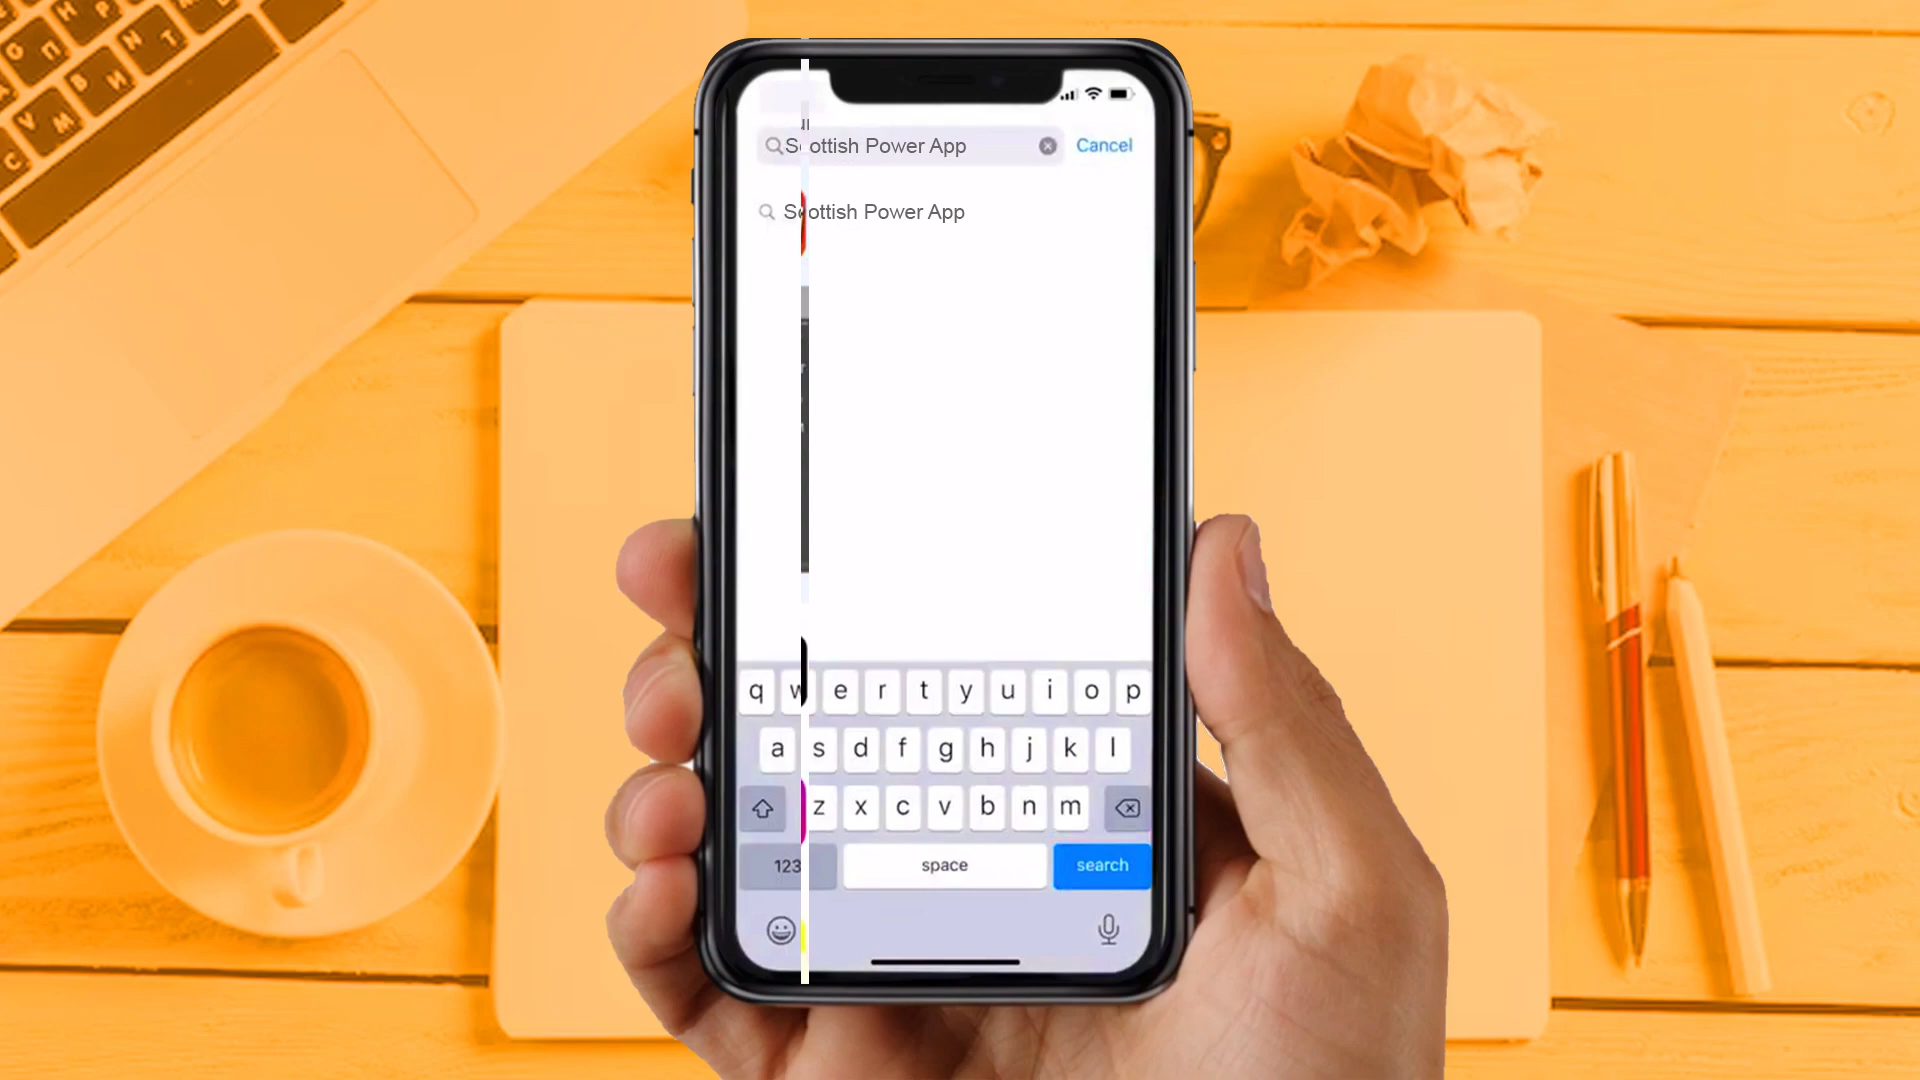 Scottish Power App
Cancel
Scottish Power App
q w e r t y u i o p
a s d f g h j k l
z x c v b n m
123
space
search